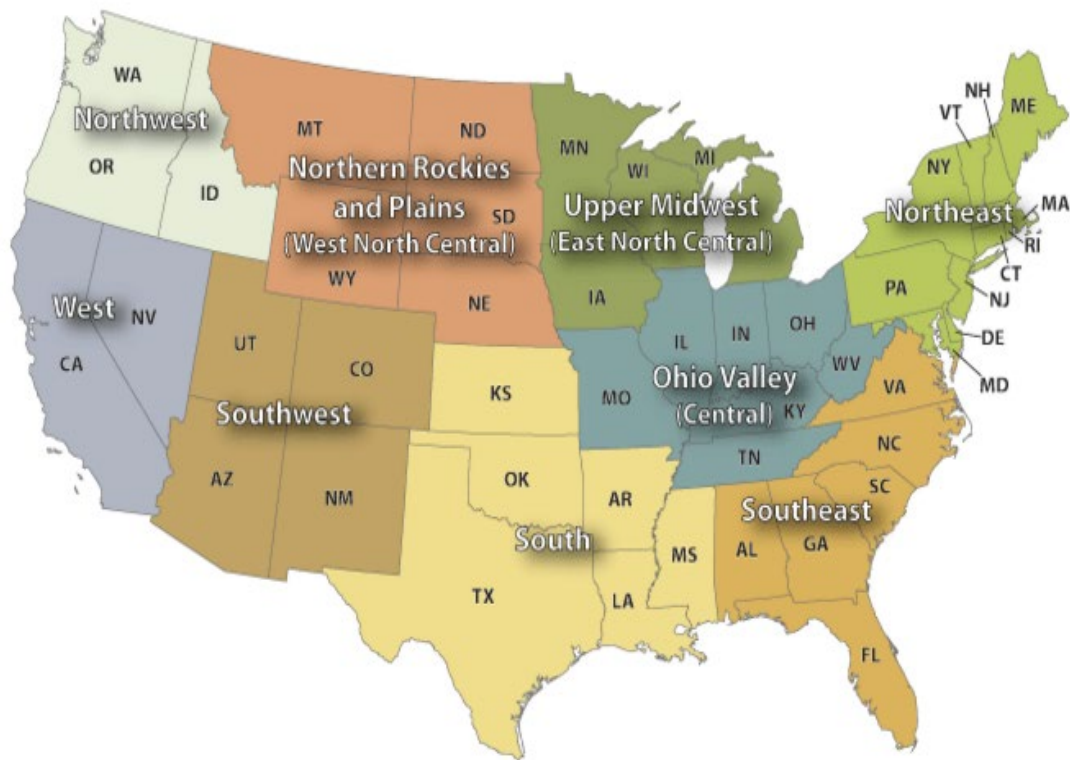 WA
Northwest
OR
ID
MT
ND
Northern Rockies
and Plains
(West North Central)
SD
WY
NE
MN
WI
MI
Upper Midwest
(East North Central)
IA
NH
VT
ME
NY
Northeast
MA
RI
CT
NJ
PA
DE
MD
West
NV
CA
UT
CO
Southwest
AZ
NM
IL
IN
OH
WV
Ohio Valley
(Central)
MO
KY
TN
KS
OK
AR
South
TX
LA
MS
VA
NC
SC
Southeast
AL
GA
FL